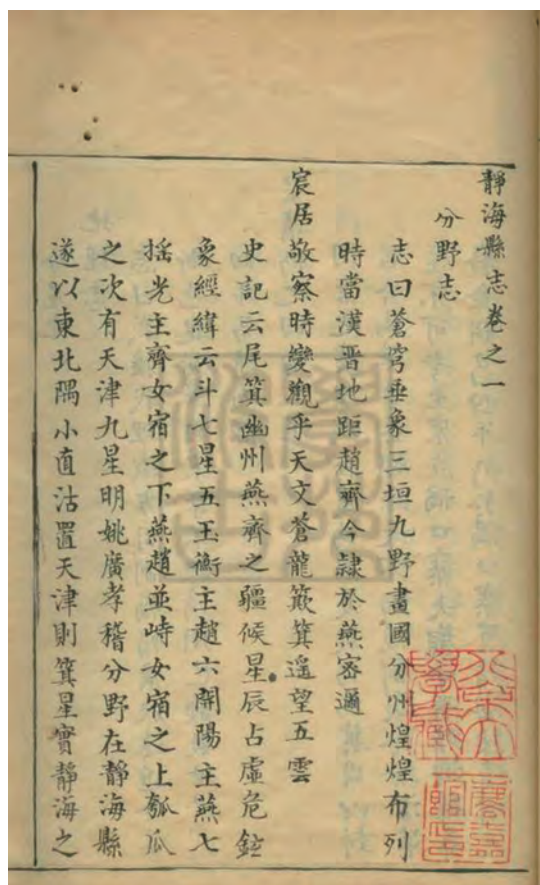 靜海縣志卷之一
分野志
志曰蒼穹垂象三垣九野畫國分州煌煌布列
時當漢晉地距趙齊今隷於燕密邇
宸居敬察時變觀乎天文蒼龍簸箕遥望五雲
史記云尾箕幽州燕齊之疆候星辰占虛危
象經緯云斗七星五玉衡主趙六開陽主燕七
揺光主齊女宿之下燕趙並峙女宿之上瓠瓜
之次有天津九星明姚廣孝稽分野在靜海縣
遂以東北隅小直沽置天津則箕星實靜海之